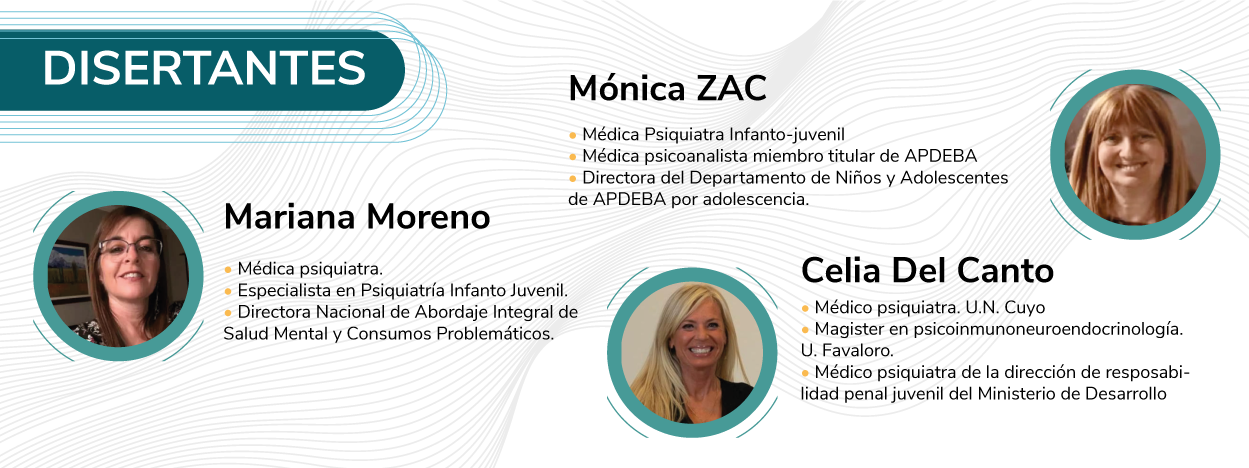 DISERTANTES
Mariana Moreno
• Médica psiquiatra.
• Especialista en Psiquiatría Infanto Juvenil.
• Directora Nacional de Abordaje Integral de
Salud Mental y Consumos Problemáticos.
Mónica ZAC
• Médica Psiquiatra Infanto-juvenil
• Médica psicoanalista miembro titular de APDEBA
• Directora del Departamento de Niños y Adolescentes
de APDEBA por adolescencia.
Celia Del Canto
• Médico psiquiatra. U.N. Cuyo
• Magister en psicoinmunoneuroendocrinología.
U. Favaloro.
• Médico psiquiatra de la dirección de resposabi-
lidad penal juvenil del Ministerio de Desarrollo